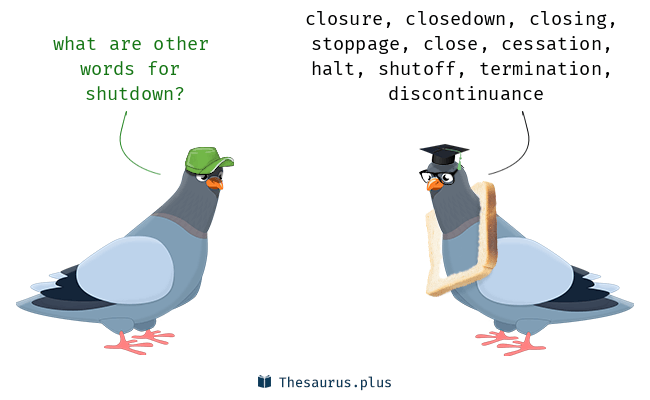 what are other
words for
shutdown?
closure, closedown, closing,
stoppage, close, cessation,
halt, shutoff, termination,
discontinuance
Thesaurus.plus